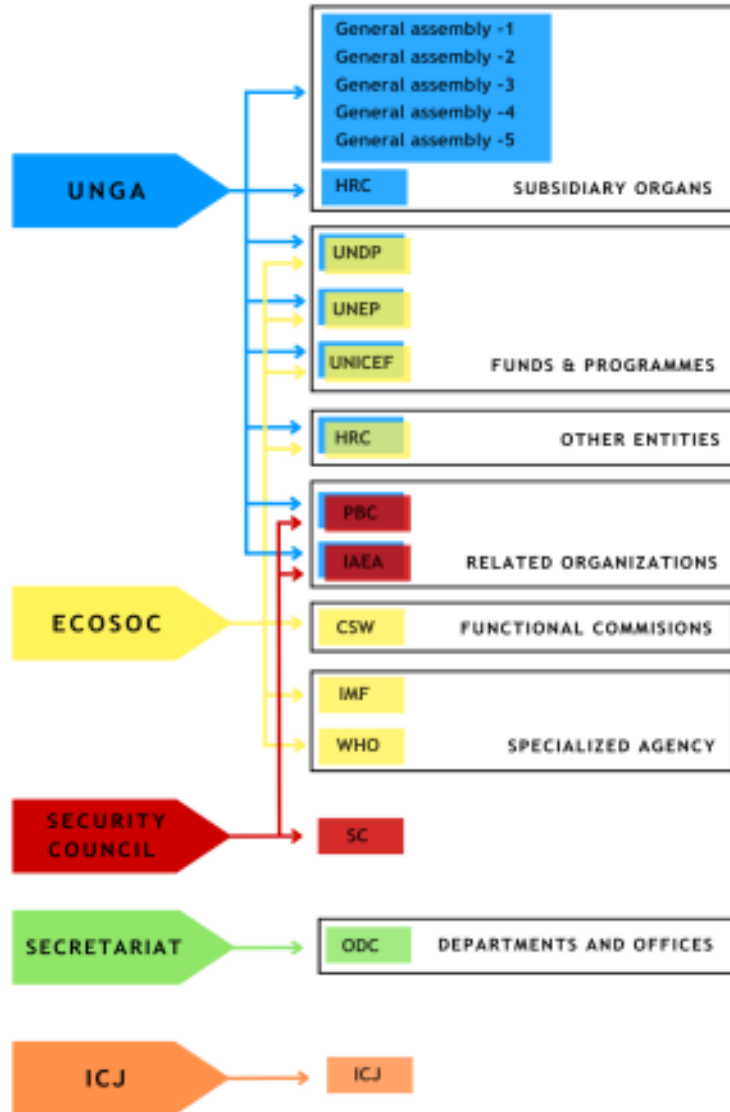 General assembly -1
General assembly -2
General assembly -3
General assembly -4
General assembly -5
UNGA
HRC
SUBSIDIARY ORGANS
UNDP
UNEP
UNICEF
FUNDS & PROGRAMMES
HRC
OTHER ENTITIES
PBC
IAEA
RELATED ORGANIZATIONS
ECOSOC
CSW
FUNCTIONAL COMMISIONS
IMF
WHO
SPECIALIZED AGENCY
SECURITY
COUNCIL
SC
SECRETARIAT
ODC
DEPARTMENTS AND OFFICES
ICJ
ICJ